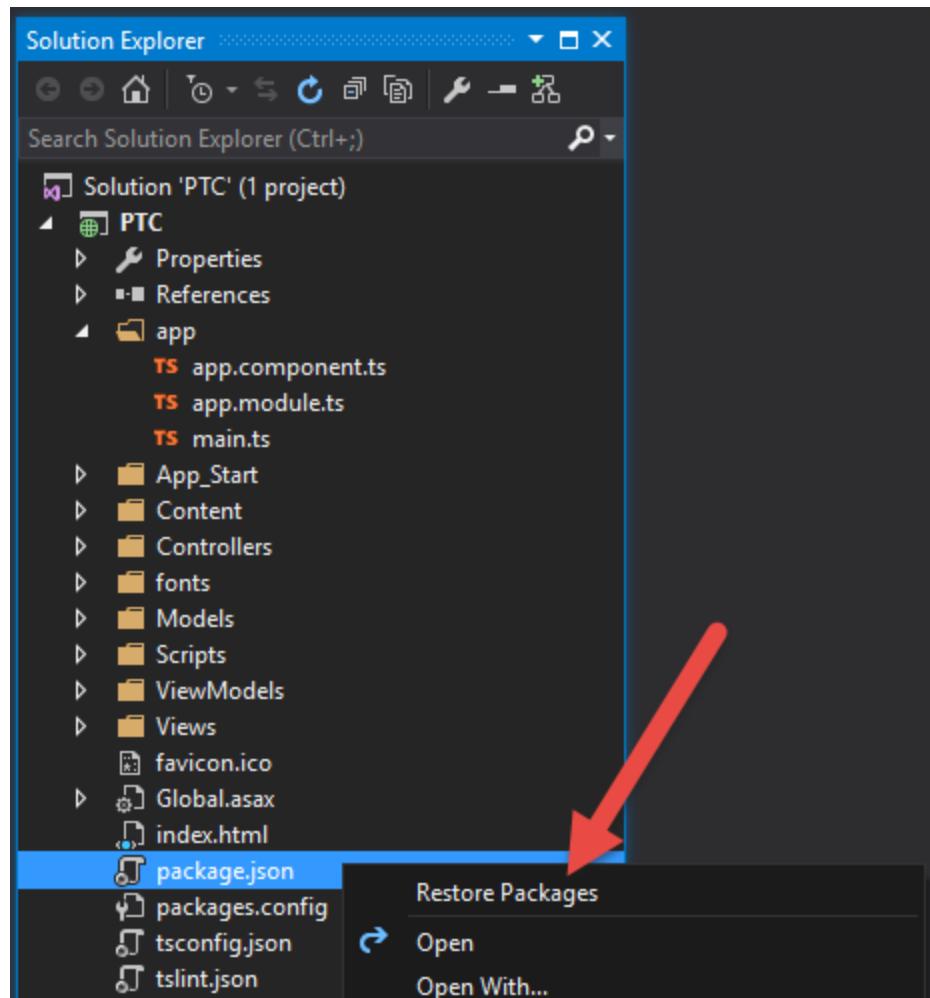 Solution Explorer
Search Solution Explorer (Ctrl+;)
Solution 'PTC' (1 project)
PTC
Properties
References
app
TS app.component.ts
TS app.module.ts
TS main.ts
App_Start
Content
Controllers
fonts
Models
Scripts
ViewModels
Views
favicon.ico
Global.asax
index.html
package.json
Restore Packages
packages.config
tsconfig.json
Open
tslint.json
Open With...